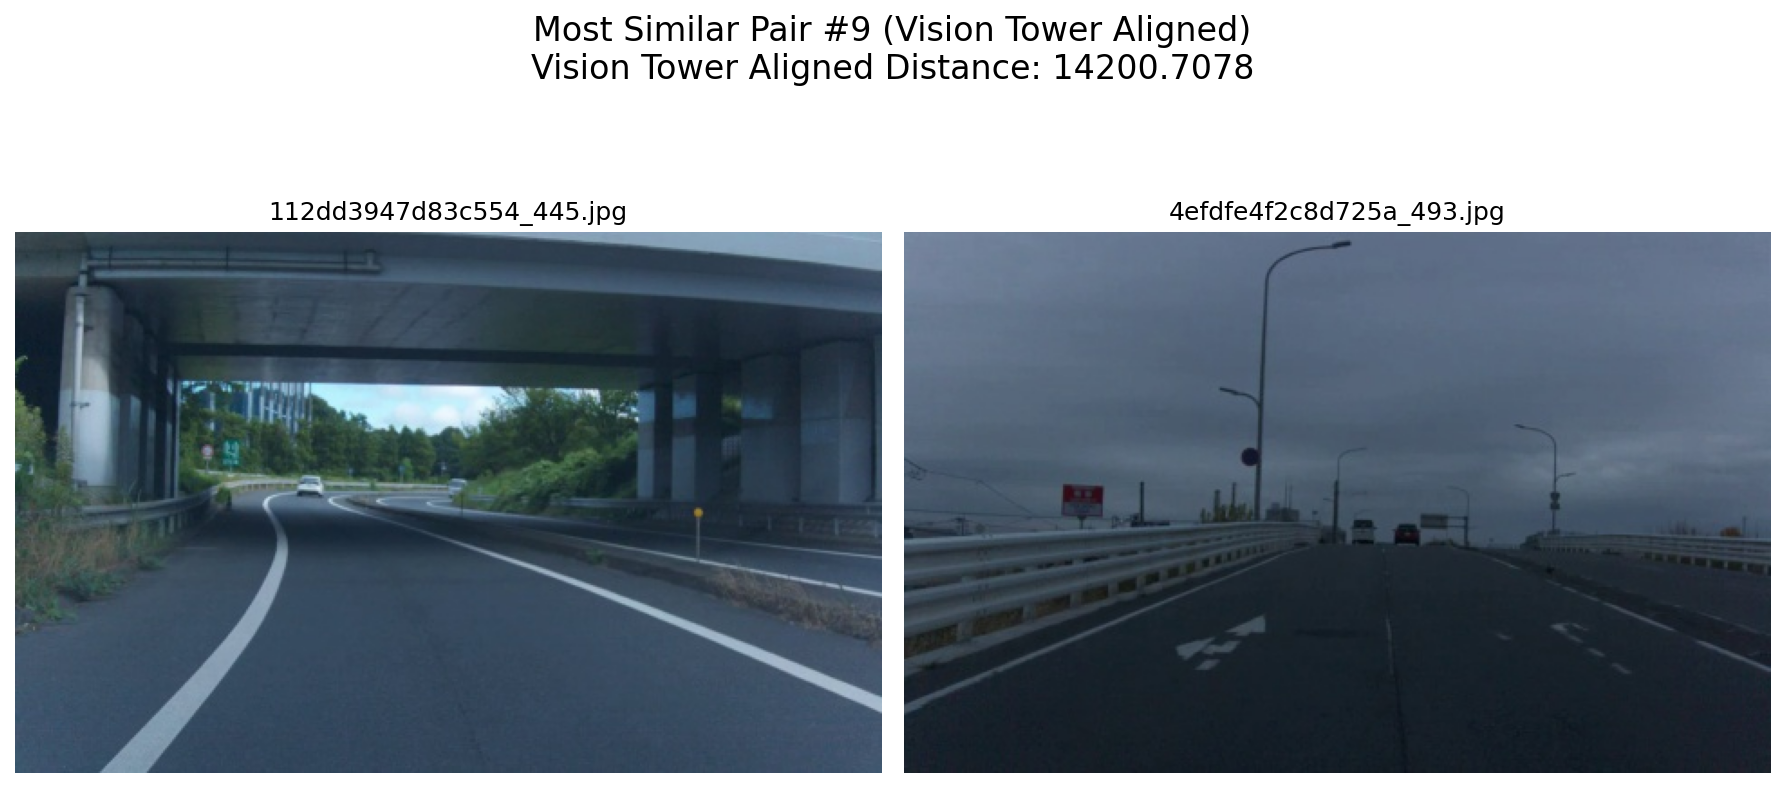 Most Similar Pair #9 (Vision Tower Aligned)
Vision Tower Aligned Distance: 14200.7078
112dd3947d83c554_445.jpg
4efdfe4f2c8d725a_493.jpg